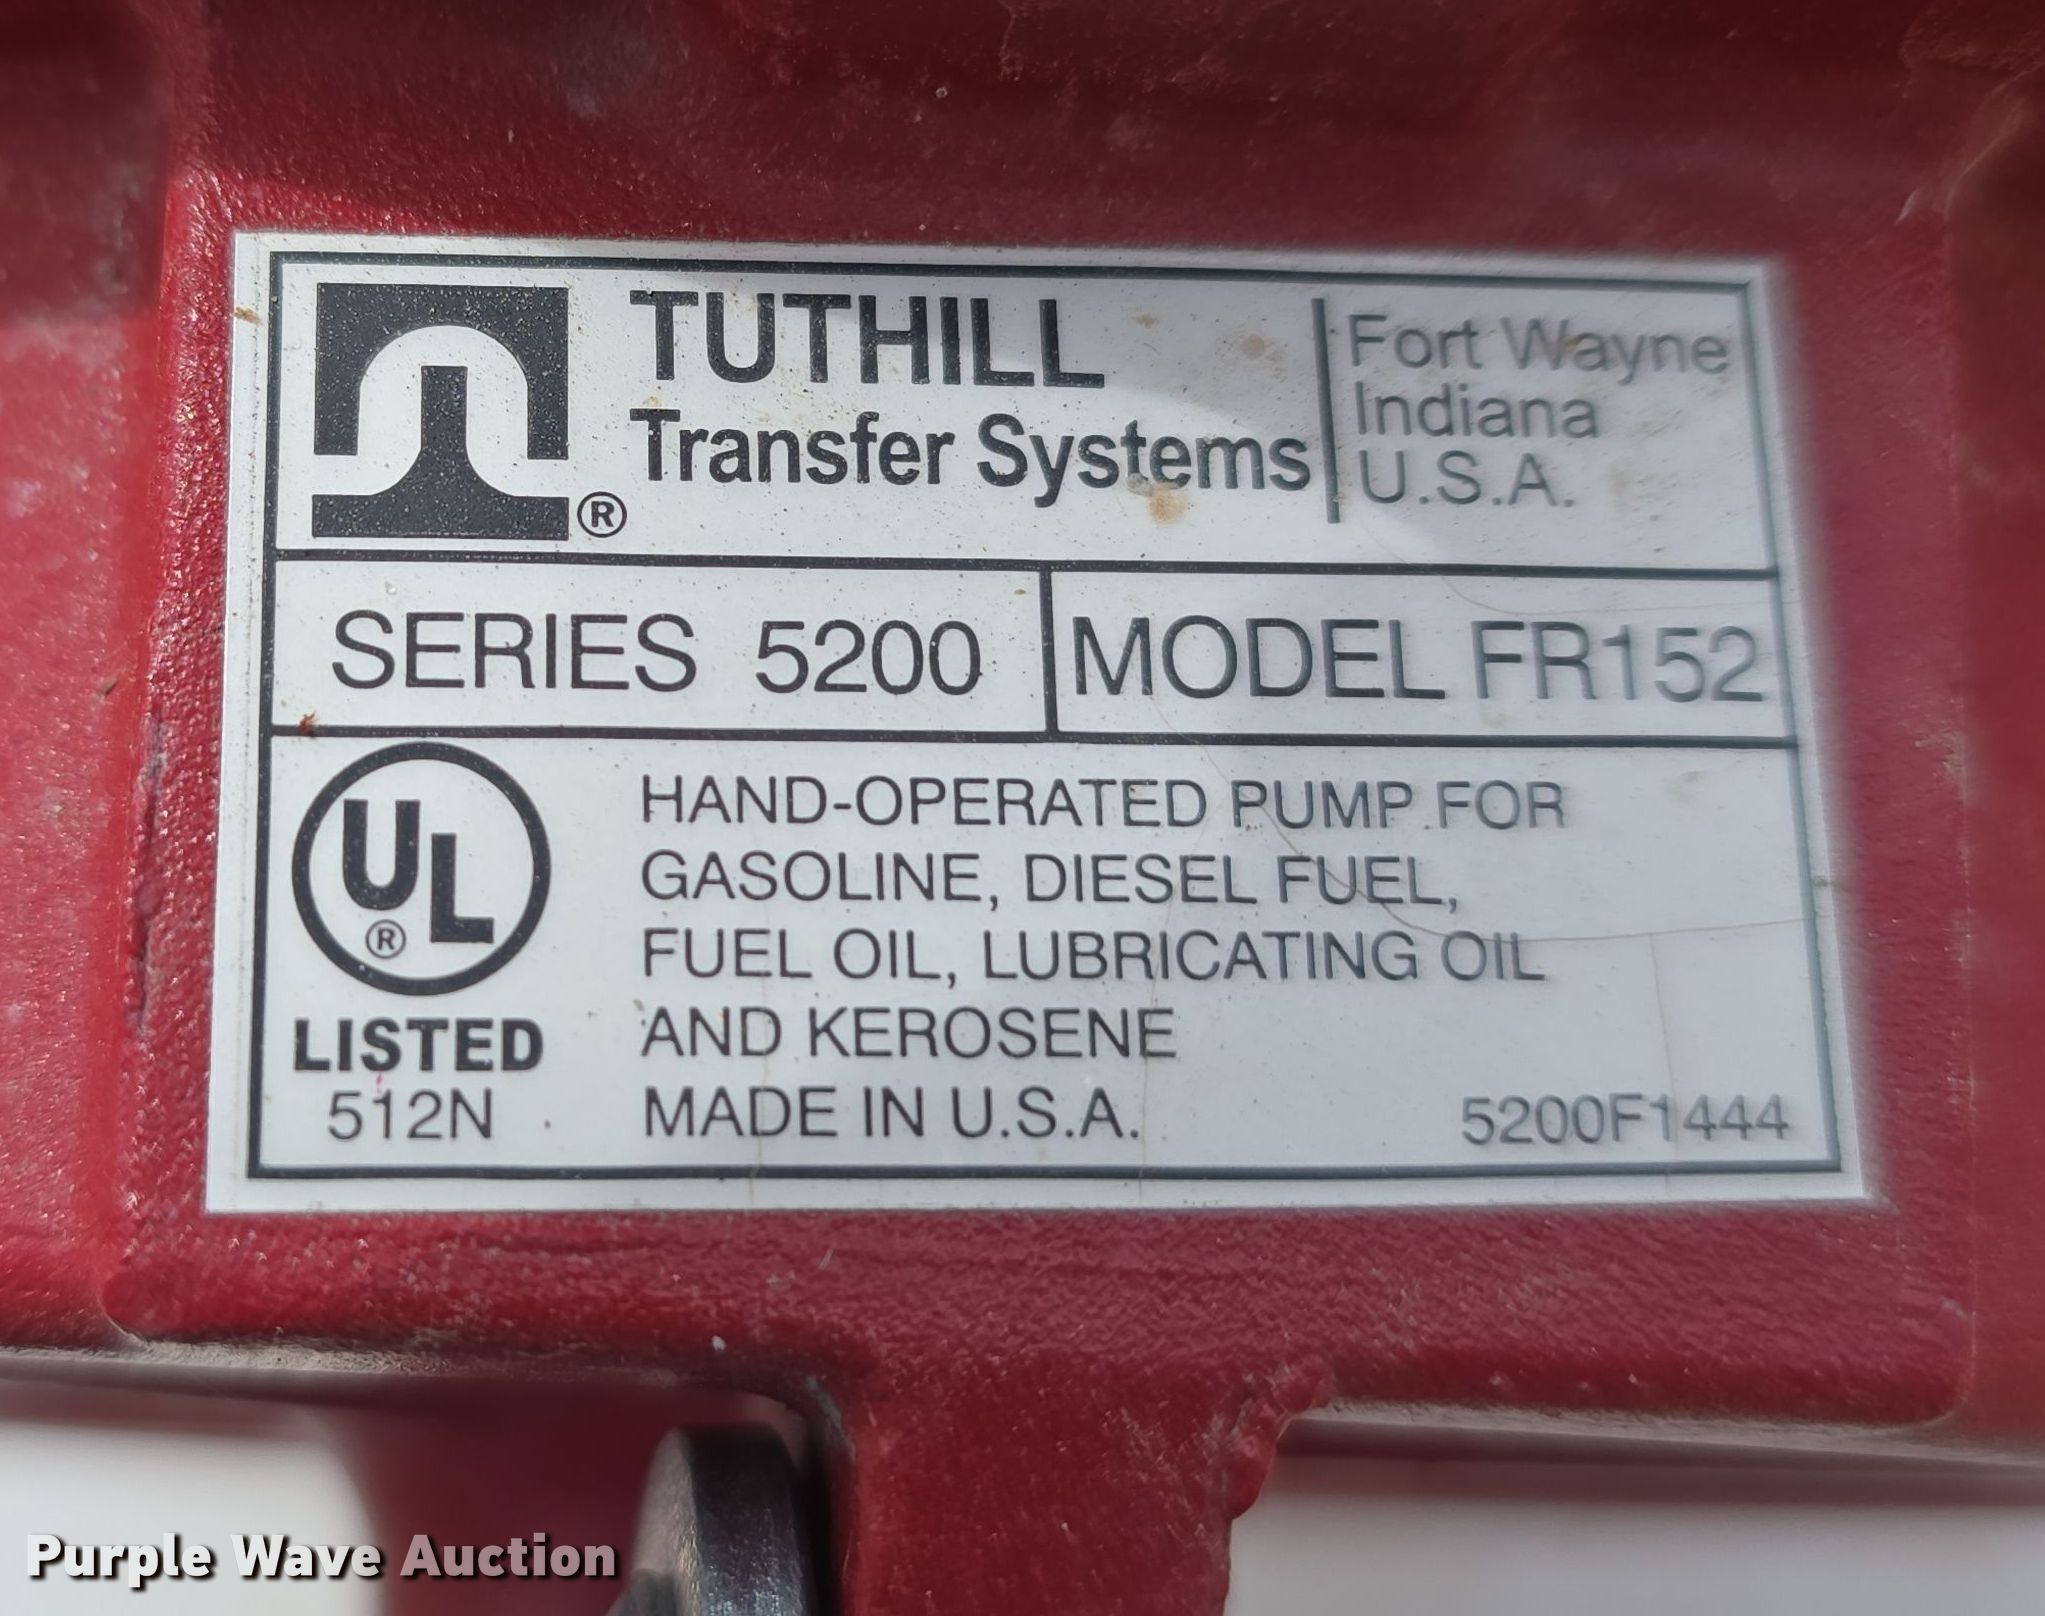 TUTHILL
Transfer Systems
Fort Wayne
Indiana
U.S.A.
®
SERIES 5200
MODEL FR152
UL
®
LISTED
512N
HAND-OPERATED PUMP FOR
GASOLINE, DIESEL FUEL,
FUEL OIL, LUBRICATING OIL
AND KEROSENE
MADE IN U.S.A.
5200F1444
Purple Wave Auction